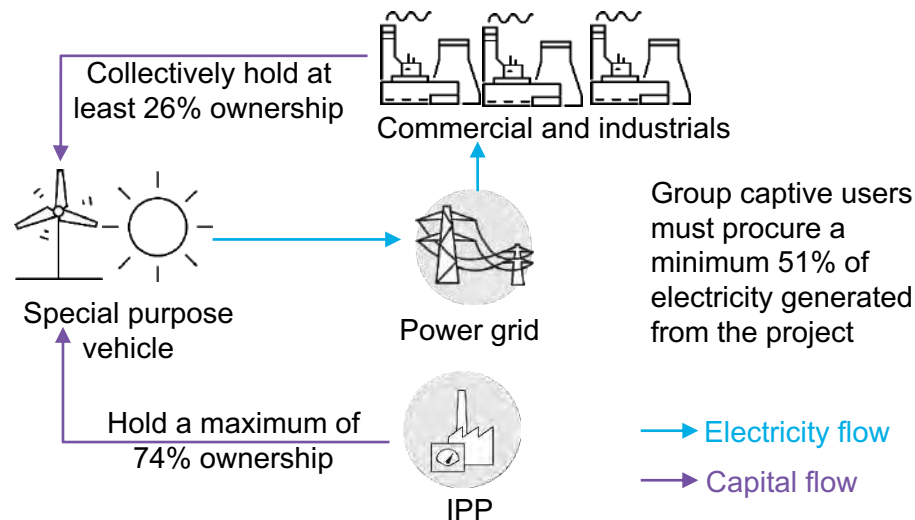 Collectively hold at
least 26% ownership
Commercial and industrials
Group captive users
must procure a
minimum 51% of
electricity generated
from the project
Special purpose
vehicle
Power grid
Hold a maximum of
74% ownership
IPP
Electricity flow
Capital flow